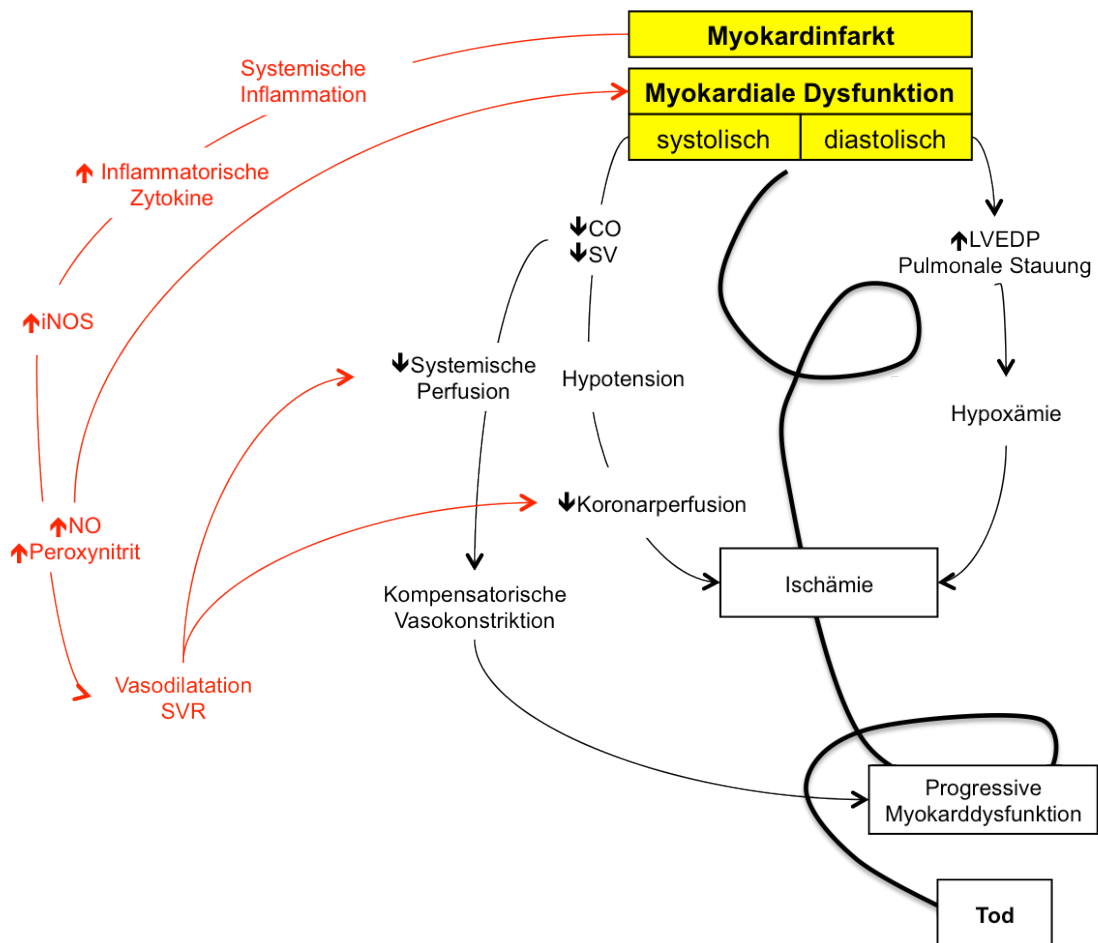 Myokardinfarkt
Systemische
Inflammation
Myokardiale Dysfunktion
systolisch
diastolisch
↑ Inflammatorische
Zytokine
↓CO
↓SV
↑LVEDP
Pulmonale Stauung
↑iNOS
↓Systemische
Perfusion
Hypotension
Hypoxämie
↓Koronarperfusion
↑NO
↑Peroxynitrit
Ischämie
Kompensatorische
Vasokonstriktion
Vasodilatation
SVR
Progressive
Myokarddysfunktion
Tod